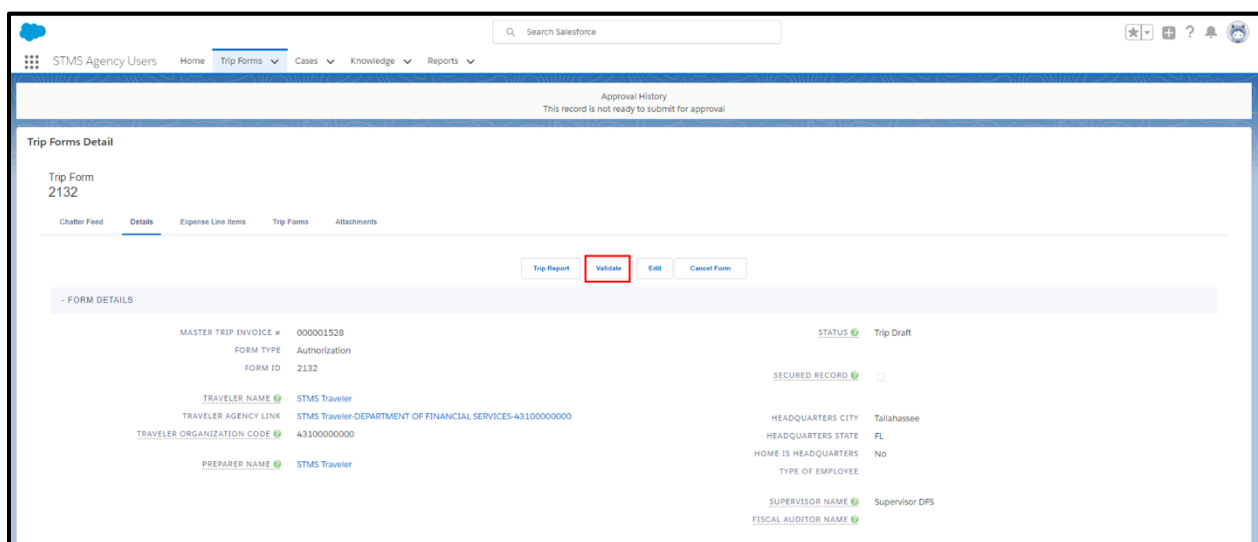 Search Salesforce
STMS Agency Users Home Trip Forms Cases Knowledge Reports
Approval History
This record is not ready to submit for approval
Trip Forms Detail
Trip Form
2132
Chatter Feed Details Expense Line Items Trip Forms Attachments
Trip Report Validate Edit Cancel Form
- FORM DETAILS
MASTER TRIP INVOICE # 000001528
STATUS Trip Draft
FORM TYPE Authorization
FORM ID 2132
SECURED RECORD
TRAVELER NAME STMS Traveler
TRAVELER AGENCY LINK STMS Traveler-DEPARTMENT OF FINANCIAL SERVICES-43100000000
HEADQUARTERS CITY Tallahassee
TRAVELER ORGANIZATION CODE 43100000000
HEADQUARTERS STATE FL
HOME IS HEADQUARTERS No
PREPARER NAME STMS Traveler
TYPE OF EMPLOYEE
SUPERVISOR NAME Supervisor DFS
FISCAL AUDITOR NAME